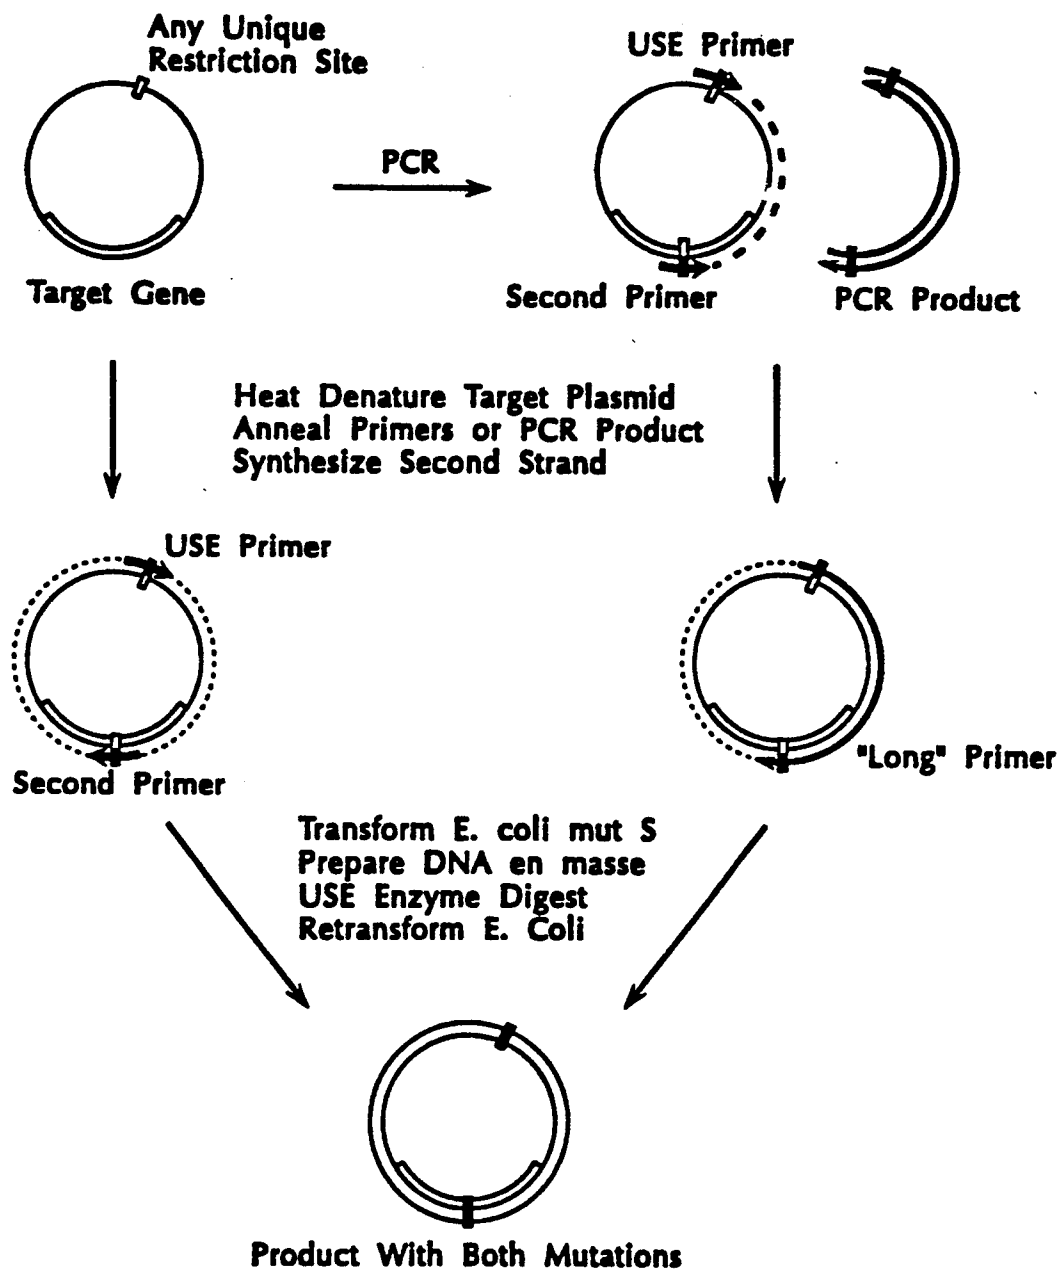 Any Unique
Restriction Site
USE Primer
PCR
Target Gene
Second Primer
PCR Product
Heat Denature Target Plasmid
Anneal Primers or PCR Product
Synthesize Second Strand
USE Primer
Second Primer
"Long" Primer
Transform E. coli mut S
Prepare DNA en masse
USE Enzyme Digest
Retransform E. Coli
Product With Both Mutations